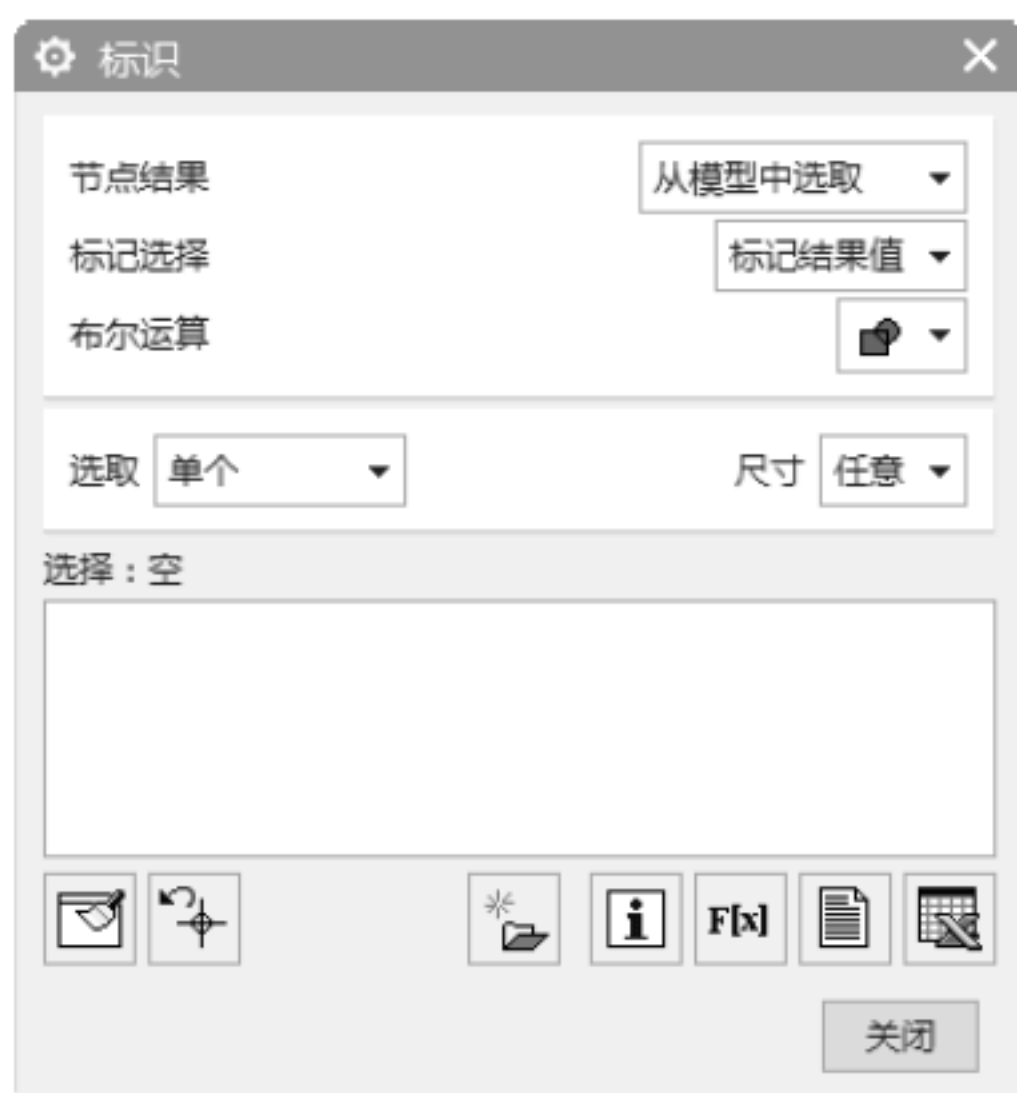 标识
节点结果 从模型中选取
标记选择 标记结果值
布尔运算
选取 单个 尺寸 任意
选择：空
F[x]
关闭